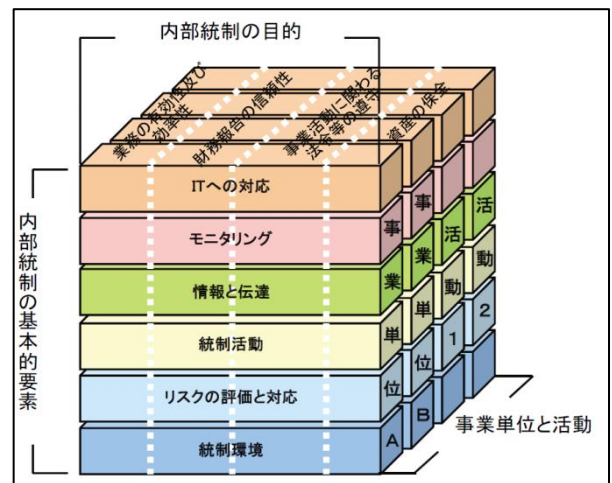 内部統制の目的
業務の有効性及び
効率性
財務報告の信頼性
事業活動に関わる
法令等の遵守
資産の保全
内部統制の基本的要素
ITへの対応
モニタリング
情報と伝達
統制活動
リスクの評価と対応
統制環境
事業単位A
事業単位B
活動1
活動2
事業単位と活動